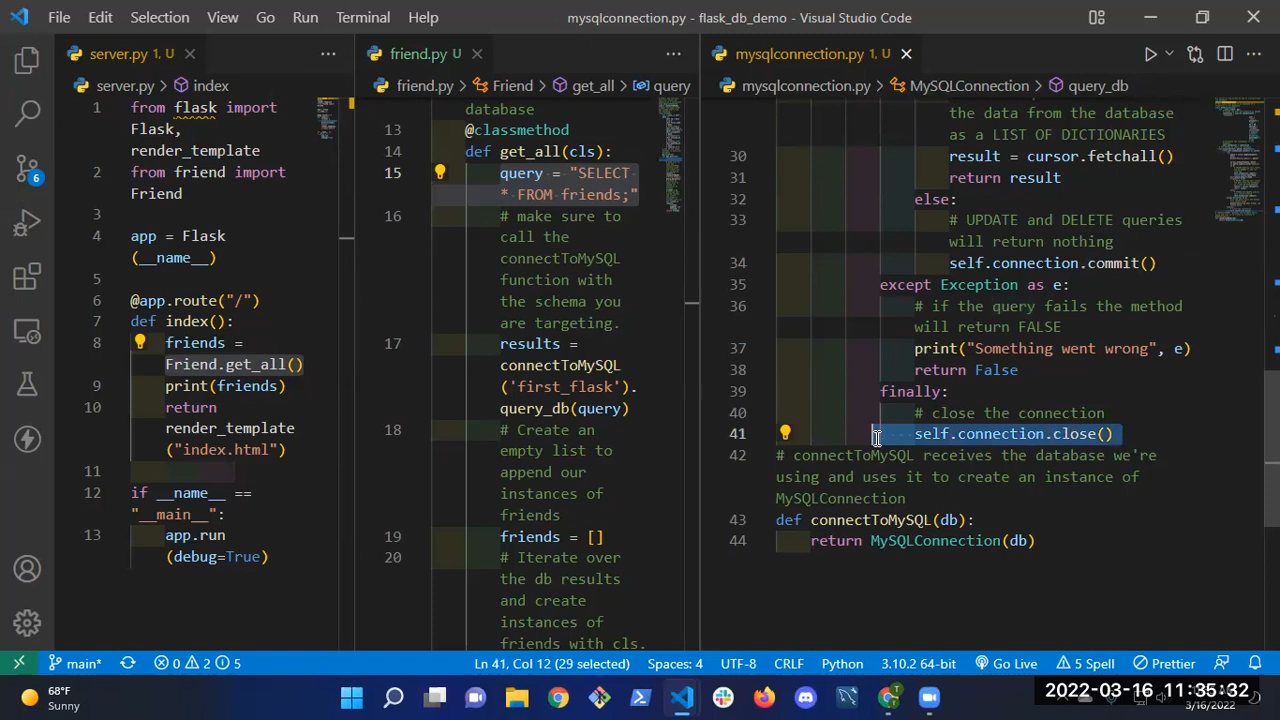 File Edit Selection View Go Run Terminal Help mysqlconnection.py - flask_db_demo - Visual Studio Code
server.py 1, U
friend.py U
mysqlconnection.py 1, U
server.py > index
friend.py > Friend > get_all > query
mysqlconnection.py > MySQLConnection > query_db
1 from flask import
Flask,
render_template
2 from friend import
Friend
3
4 app = Flask
(__name__)
5
6 @app.route("/")
7 def index():
8 friends =
Friend.get_all()
9 print(friends)
10 return
render_template
("index.html")
11
12 if __name__ ==
"__main__":
13 app.run
(debug=True)
database
13 @classmethod
14 def get_all(cls):
15 query = "SELECT
* FROM friends;"
16 # make sure to
call the
connectToMySQL
function with
the schema you
are targeting.
17 results =
connectToMySQL
('first_flask').
query_db(query)
18 # Create an
empty list to
append our
instances of
friends
19 friends = []
20 # Iterate over
the db results
and create
instances of
friends with cls.
the data from the database
as a LIST OF DICTIONARIES
30 result = cursor.fetchall()
31 return result
32 else:
33 # UPDATE and DELETE queries
will return nothing
34 self.connection.commit()
35 except Exception as e:
36 # if the query fails the method
will return FALSE
37 print("Something went wrong", e)
38 return False
39 finally:
40 # close the connection
41 self.connection.close()
42 # connectToMySQL receives the database we're
using and uses it to create an instance of
MySQLConnection
43 def connectToMySQL(db):
44 return MySQLConnection(db)
6
main* 0 2 5 Ln 41, Col 12 (29 selected) Spaces: 4 UTF-8 CRLF Python 3.10.2 64-bit Go Live 5 Spell Prettier
68°F
Sunny
2022-03-16 11:35:32
3/16/2022